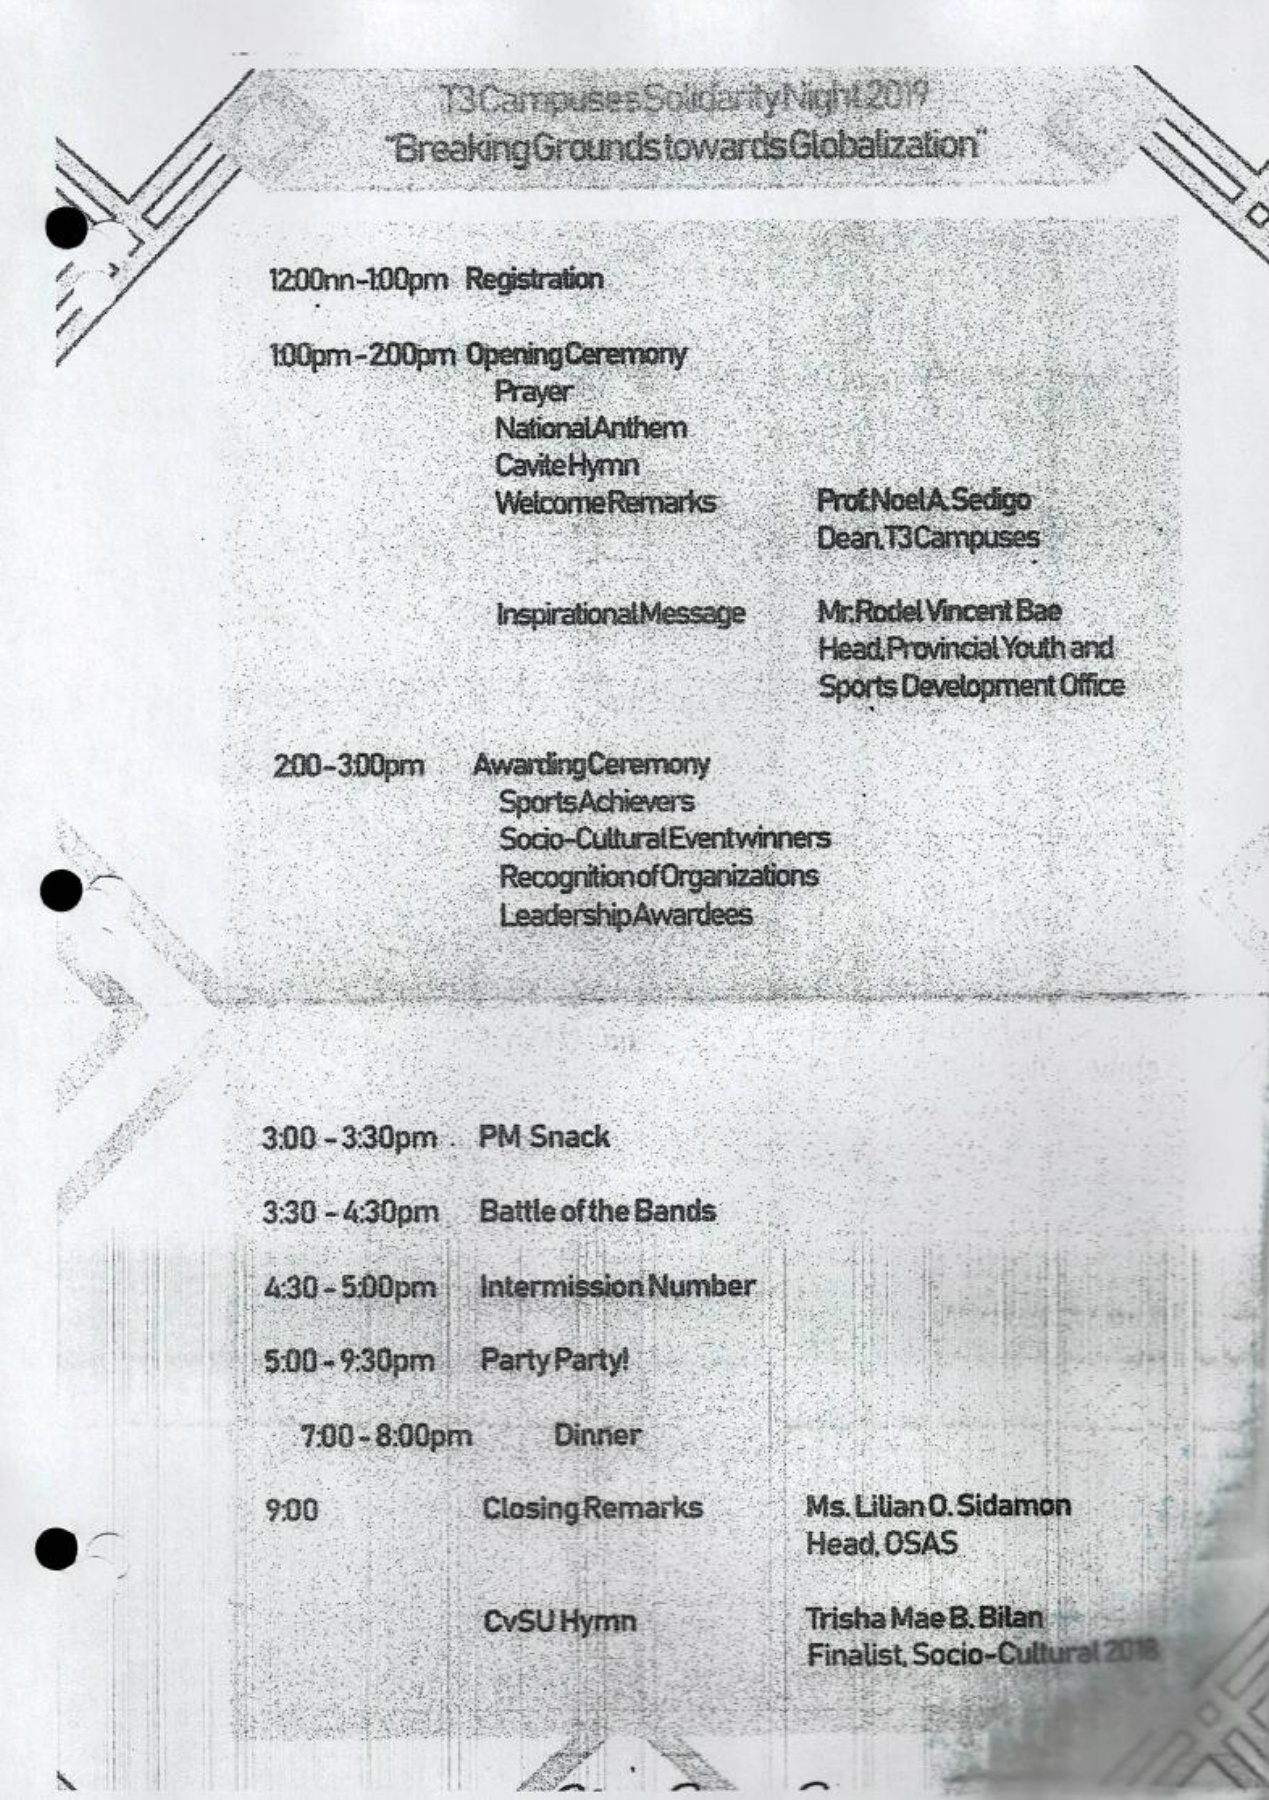 T3 Campuses Solidarity Night 2019
"Breaking Grounds towards Globalization"
12:00nn-1:00pm Registration
1:00pm - 2:00pm Opening Ceremony
Prayer
National Anthem
Cavite Hymn
Welcome Remarks Prof. Noel A. Sedigo
Dean, T3 Campuses
Inspirational Message Mr. Rodel Vincent Bae
Head, Provincial Youth and
Sports Development Office
2:00-3:00pm Awarding Ceremony
Sports Achievers
Socio-Cultural Event winners
Recognition of Organizations
Leadership Awardees
3:00 - 3:30pm PM Snack
3:30 - 4:30pm Battle of the Bands
4:30 - 5:00pm Intermission Number
5:00 - 9:30pm Party Party!
7:00 - 8:00pm Dinner
9:00 Closing Remarks Ms. Lilian O. Sidamon
Head, OSAS
CvSU Hymn Trisha Mae B. Bilan
Finalist, Socio-Cultural 2018